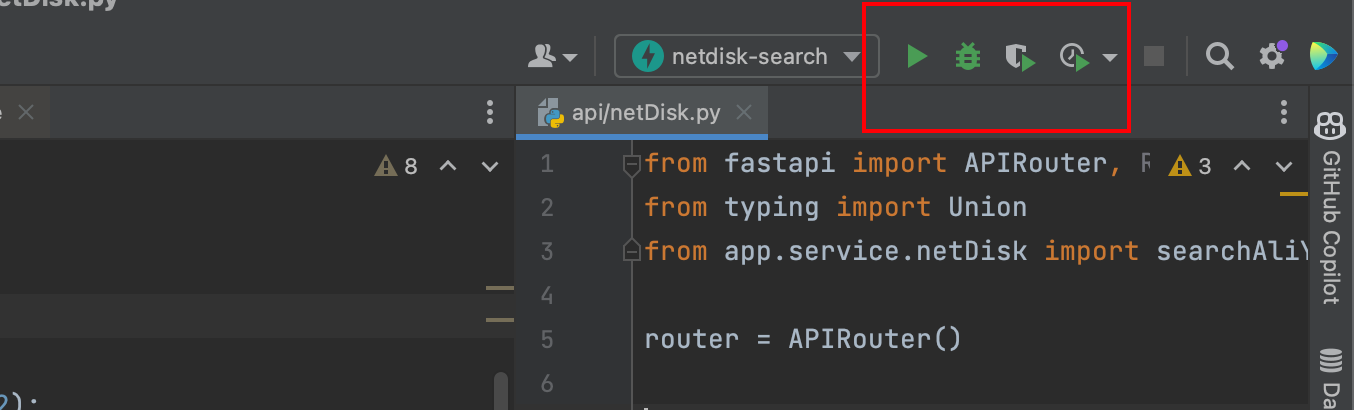 etDisk.py
netdisk-search
api/netDisk.py
8
3
1
from fastapi import APIRouter,
2
from typing import Union
3
from app.service.netDisk import searchAliY
4
5
router = APIRouter()
6
2):
GitHub Copilot
Da